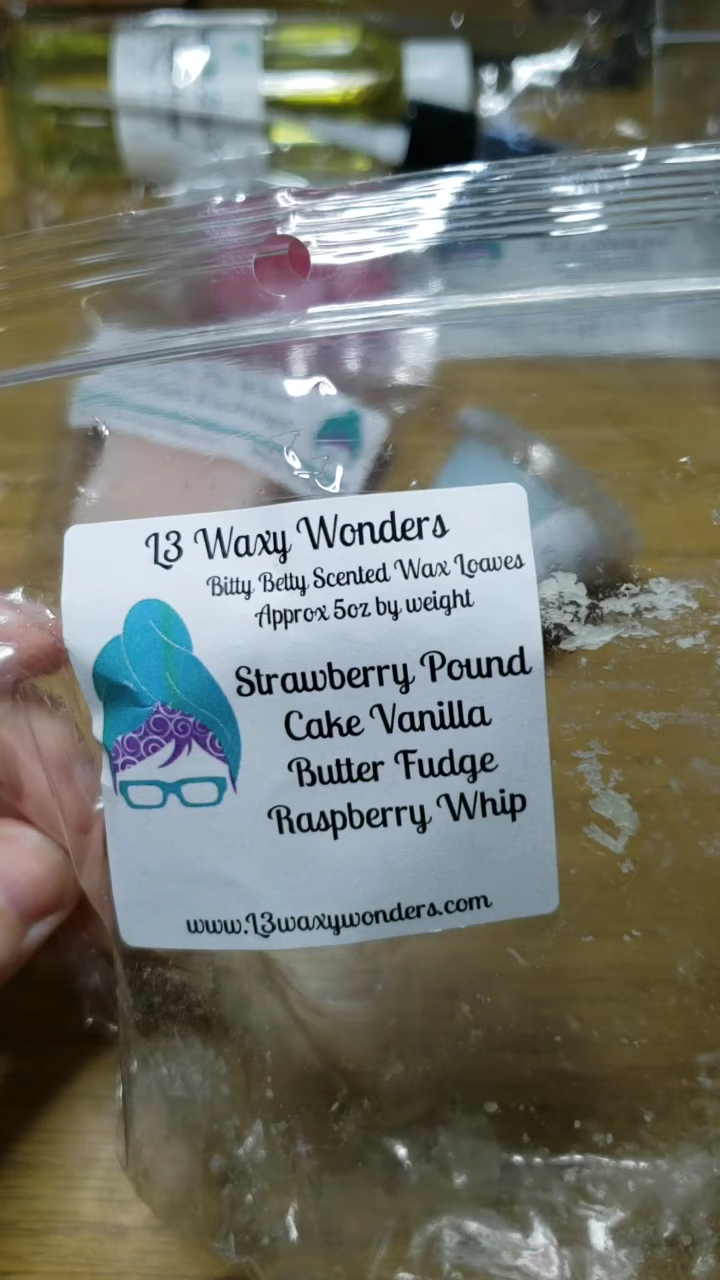 L3 Waxy Wonders
Bitty Betty Scented Wax Loaves
Approx 5oz by weight
Strawberry Pound
Cake Vanilla
Butter Fudge
Raspberry Whip
www.L3waxywonders.com